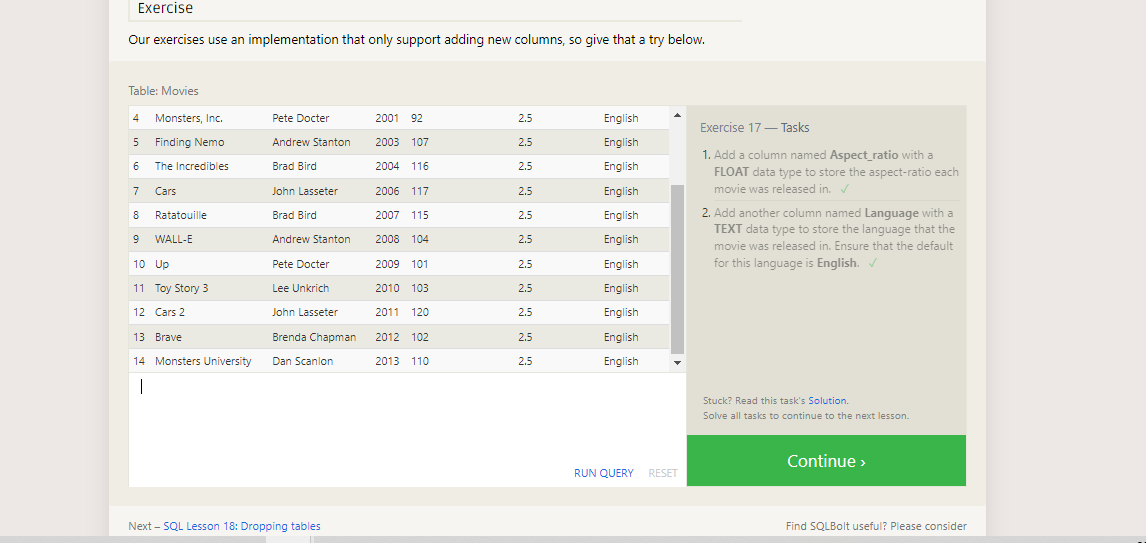 Exercise
Our exercises use an implementation that only support adding new columns, so give that a try below.
Table: Movies
4 Monsters, Inc. Pete Docter 2001 92 2.5 English
5 Finding Nemo Andrew Stanton 2003 107 2.5 English
6 The Incredibles Brad Bird 2004 116 2.5 English
7 Cars John Lasseter 2006 117 2.5 English
8 Ratatouille Brad Bird 2007 115 2.5 English
9 WALL-E Andrew Stanton 2008 104 2.5 English
10 Up Pete Docter 2009 101 2.5 English
11 Toy Story 3 Lee Unkrich 2010 103 2.5 English
12 Cars 2 John Lasseter 2011 120 2.5 English
13 Brave Brenda Chapman 2012 102 2.5 English
14 Monsters University Dan Scanlon 2013 110 2.5 English
RUN QUERY RESET
Exercise 17 — Tasks
1. Add a column named Aspect_ratio with a
FLOAT data type to store the aspect-ratio each
movie was released in. ✓
2. Add another column named Language with a
TEXT data type to store the language that the
movie was released in. Ensure that the default
for this language is English. ✓
Stuck? Read this task's Solution.
Solve all tasks to continue to the next lesson.
Continue ›
Next – SQL Lesson 18: Dropping tables
Find SQLBolt useful? Please consider